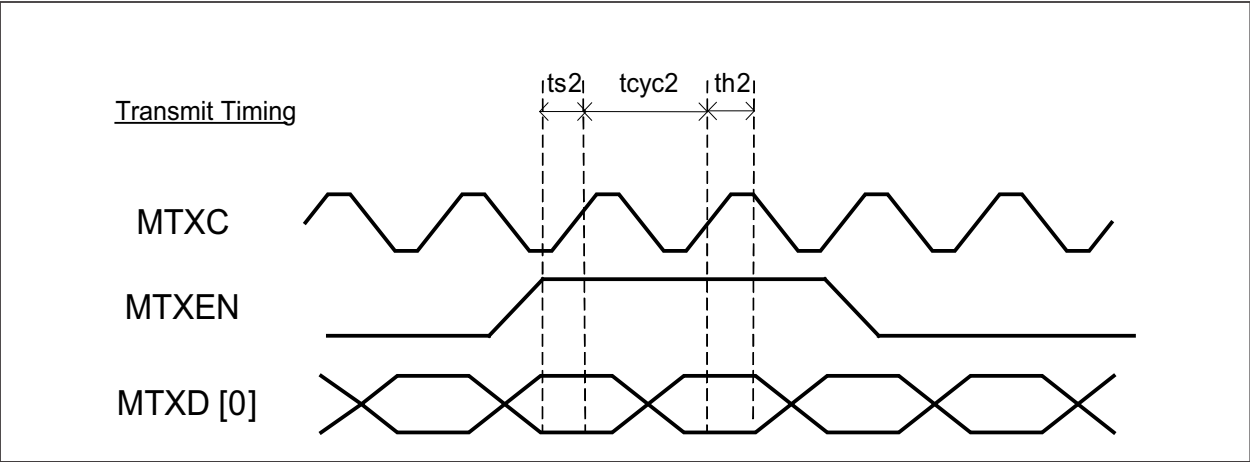 ts2 tcyc2 th2
Transmit Timing
MTXC
MTXEN
MTXD [0]